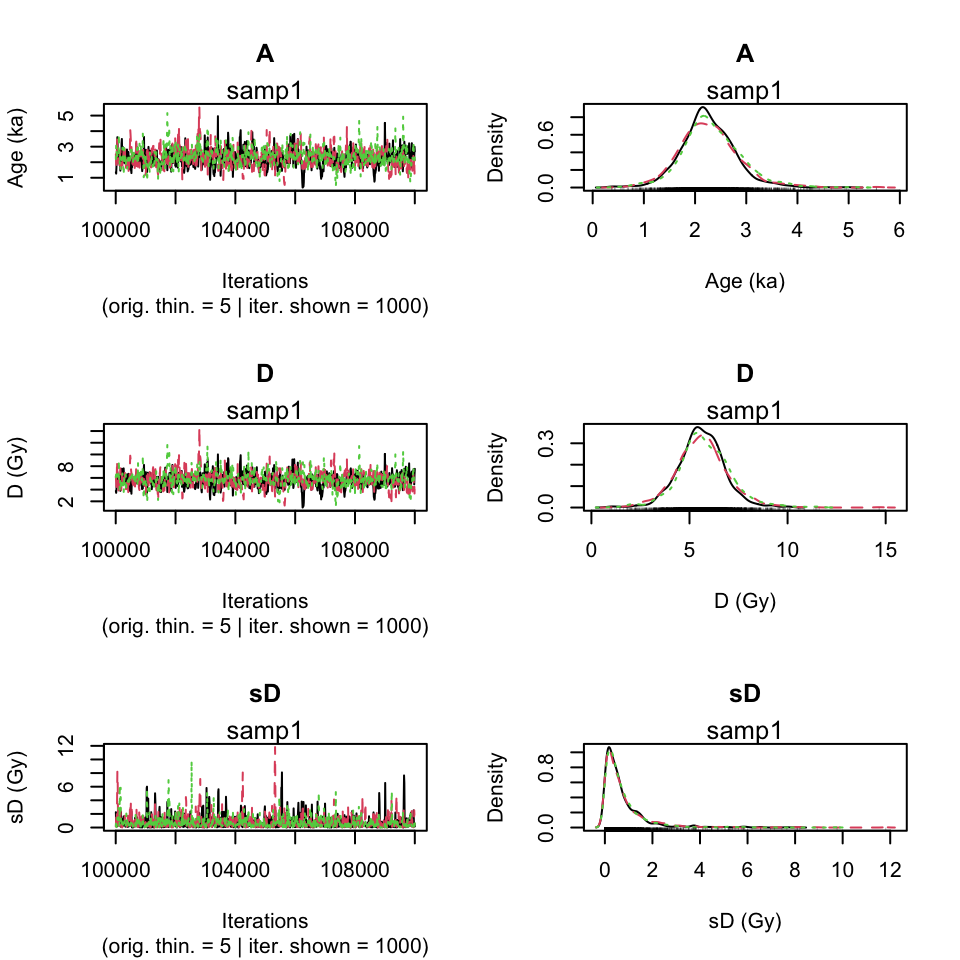 A
samp1
Age (ka)
5
3
1
100000 104000 108000
Iterations
(orig. thin. = 5 | iter. shown = 1000)
A
samp1
Density
0.6
0.0
0 1 2 3 4 5 6
Age (ka)
D
samp1
D (Gy)
8
2
100000 104000 108000
Iterations
(orig. thin. = 5 | iter. shown = 1000)
D
samp1
Density
0.3
0.0
0 5 10 15
D (Gy)
sD
samp1
sD (Gy)
12
6
0
100000 104000 108000
Iterations
(orig. thin. = 5 | iter. shown = 1000)
sD
samp1
Density
0.8
0.0
0 2 4 6 8 10 12
sD (Gy)